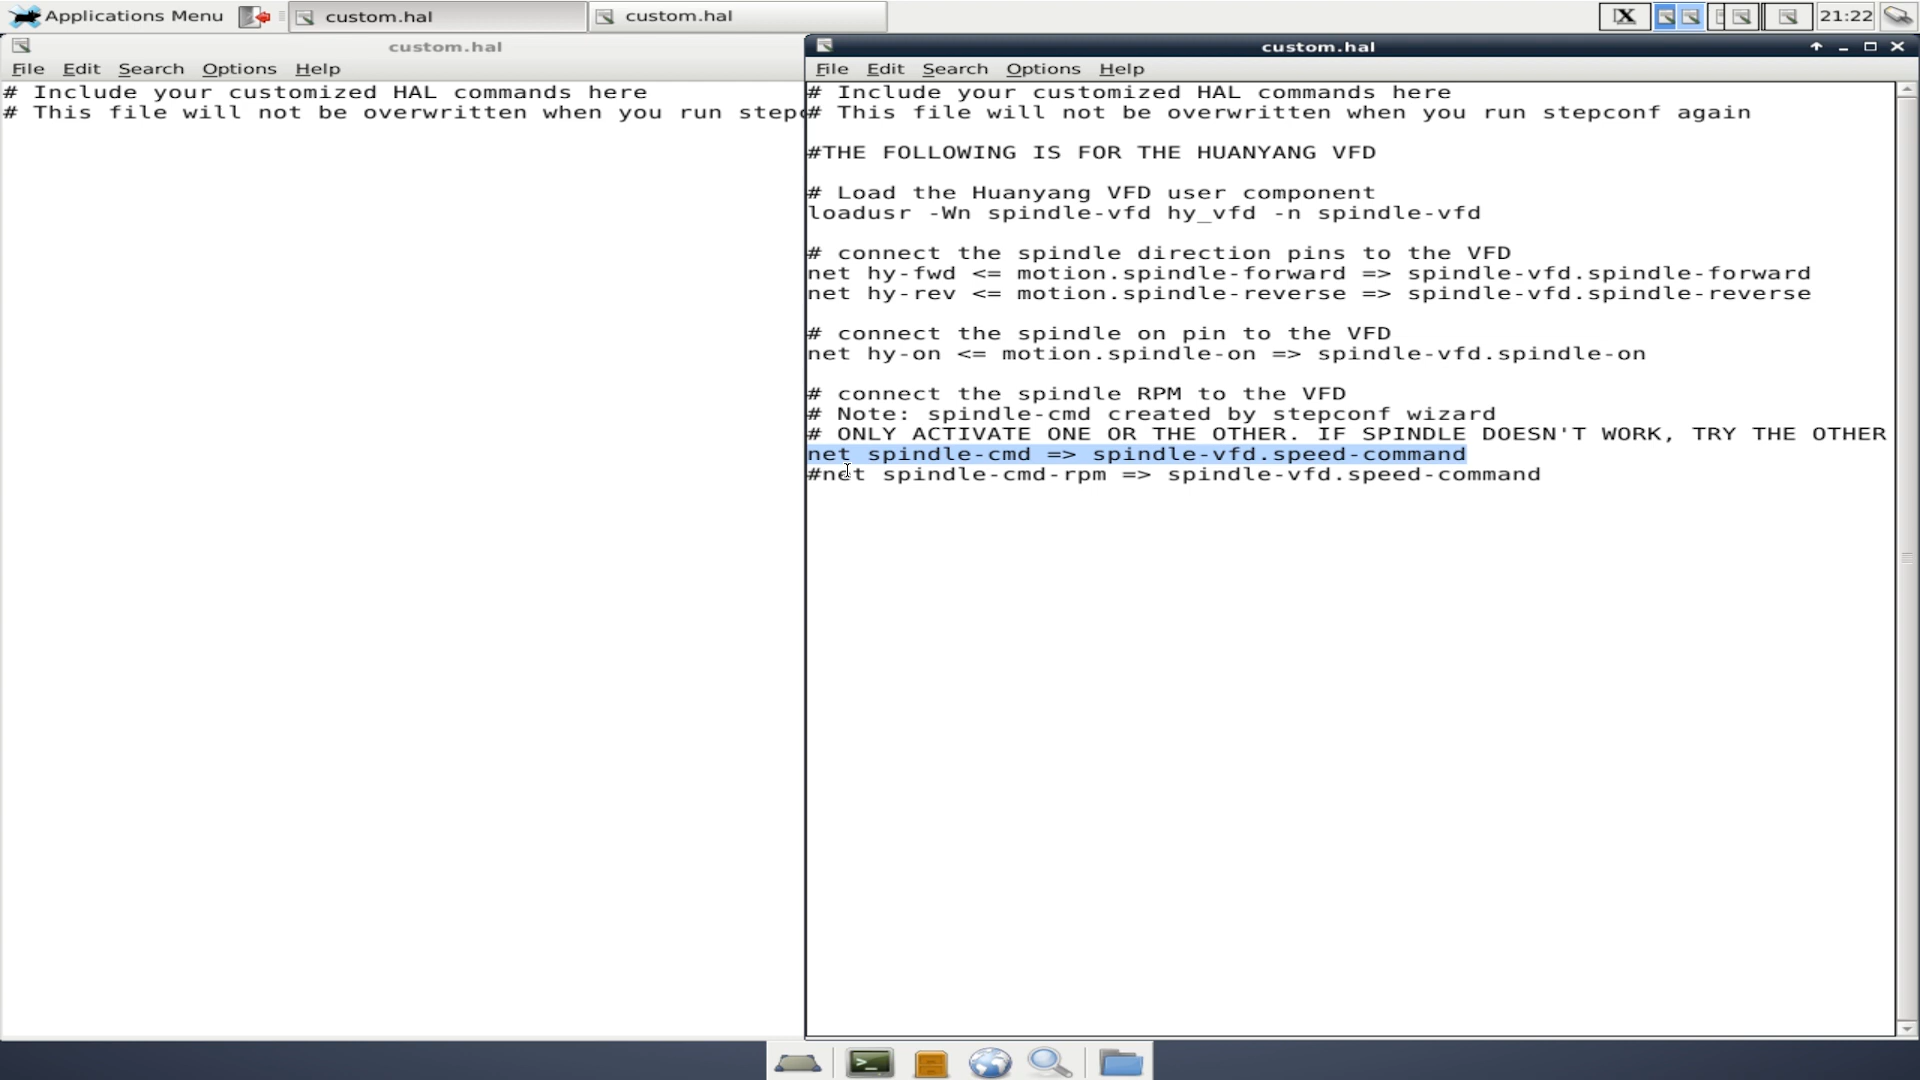 Applications Menu
custom.hal
custom.hal
21:22
custom.hal
File Edit Search Options Help
# Include your customized HAL commands here
# This file will not be overwritten when you run
custom.hal
File Edit Search Options Help
# Include your customized HAL commands here
# This file will not be overwritten when you run stepconf again
#THE FOLLOWING IS FOR THE HUANYANG VFD
# Load the Huanyang VFD user component
loadusr -Wn spindle-vfd hy_vfd -n spindle-vfd
# connect the spindle direction pins to the VFD
net hy-fwd <= motion.spindle-forward => spindle-vfd.spindle-forward
net hy-rev <= motion.spindle-reverse => spindle-vfd.spindle-reverse
# connect the spindle on pin to the VFD
net hy-on <= motion.spindle-on => spindle-vfd.spindle-on
# connect the spindle RPM to the VFD
# Note: spindle-cmd created by stepconf wizard
# ONLY ACTIVATE ONE OR THE OTHER. IF SPINDLE DOESN'T WORK, TRY THE OTHER
net spindle-cmd => spindle-vfd.speed-command
#net spindle-cmd-rpm => spindle-vfd.speed-command